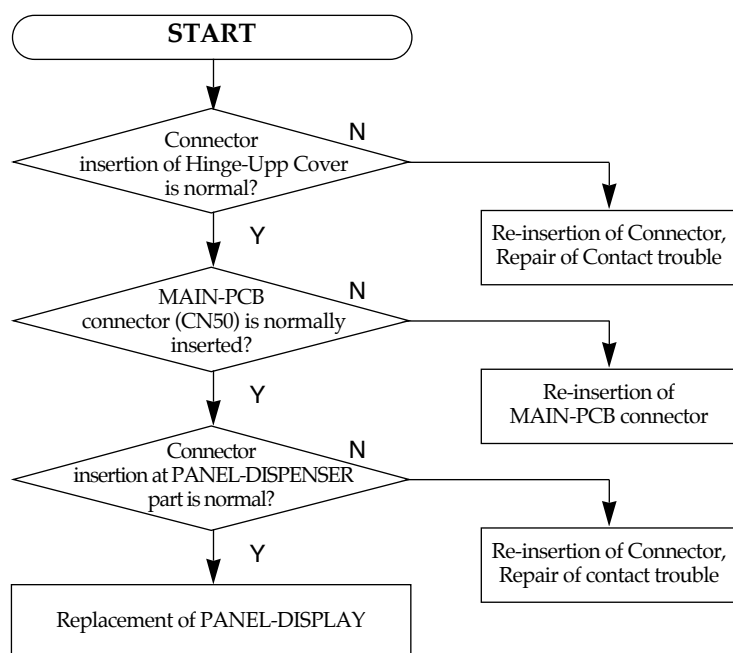 START
Connector
insertion of Hinge-Upp Cover
is normal?
N
Y
Re-insertion of Connector,
Repair of Contact trouble
MAIN-PCB
connector (CN50) is normally
inserted?
N
Y
Re-insertion of
MAIN-PCB connector
Connector
insertion at PANEL-DISPENSER
part is normal?
N
Y
Re-insertion of Connector,
Repair of contact trouble
Replacement of PANEL-DISPLAY